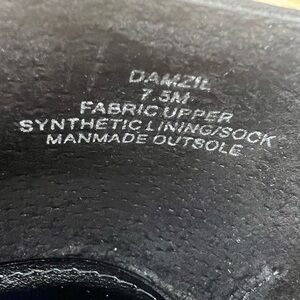 DAMZIL
7.5M
FABRIC UPPER
SYNTHETIC LINING/SOCK
MANMADE OUTSOLE